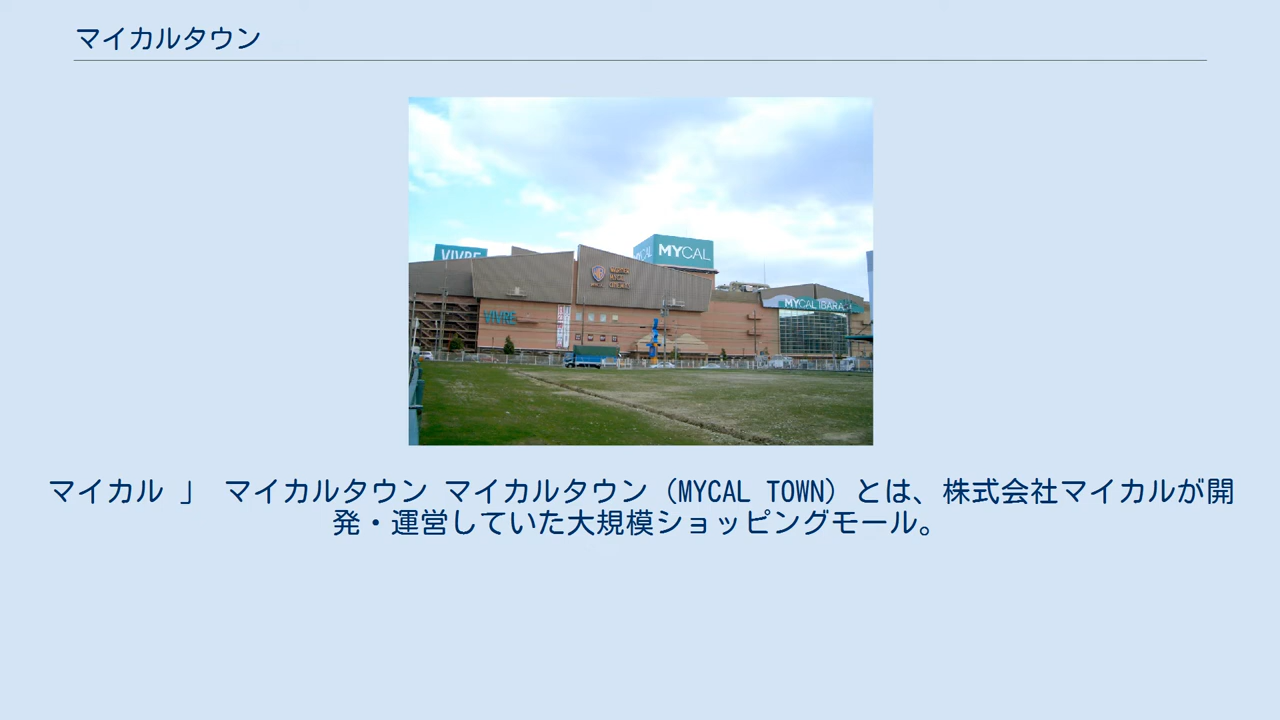 マイカルタウン
VIVRE
MYCAL
MYCAL
VIVRE
MYCAL IBARAKI
マイカル 」 マイカルタウン マイカルタウン（MYCAL TOWN）とは、株式会社マイカルが開
発・運営していた大規模ショッピングモール。